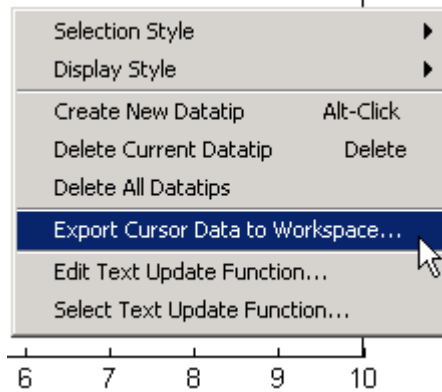 Selection Style
Display Style
Create New Datatip Alt-Click
Delete Current Datatip Delete
Delete All Datatips
Export Cursor Data to Workspace...
Edit Text Update Function...
Select Text Update Function...
6 7 8 9 10